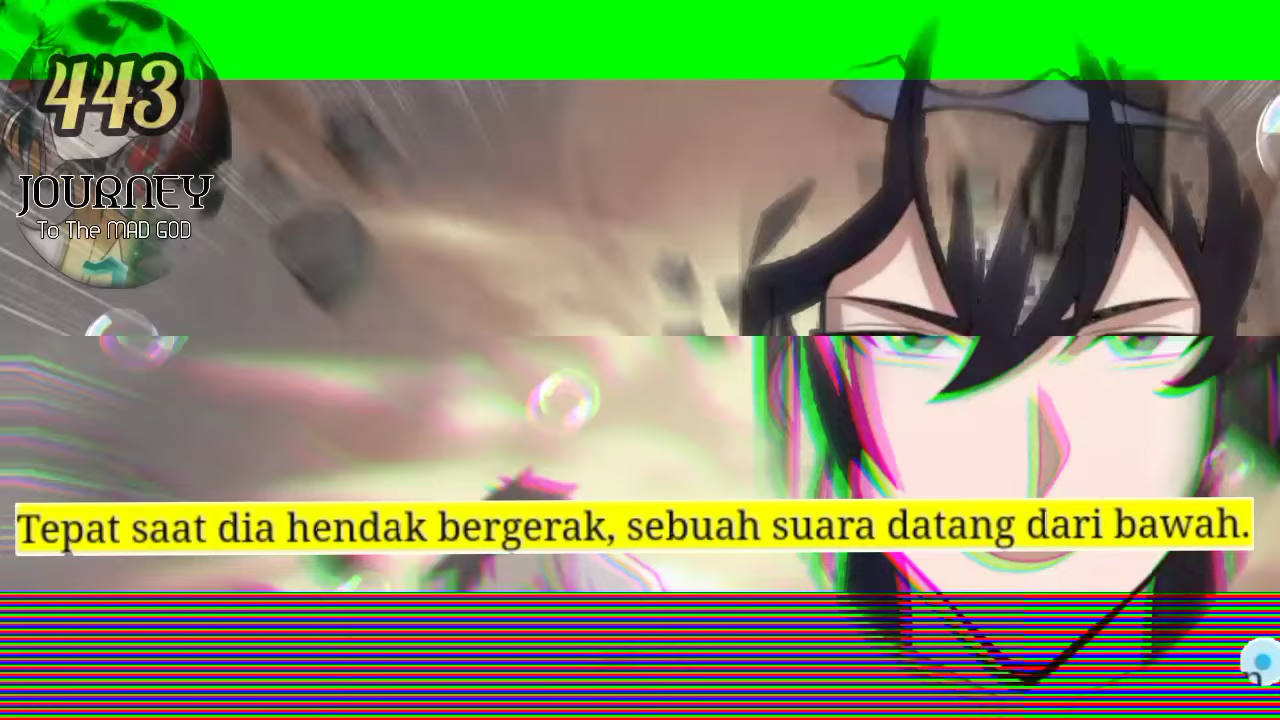 443
JOURNEY
To The MAD GOD
Tepat saat dia hendak bergerak, sebuah suara datang dari bawah.